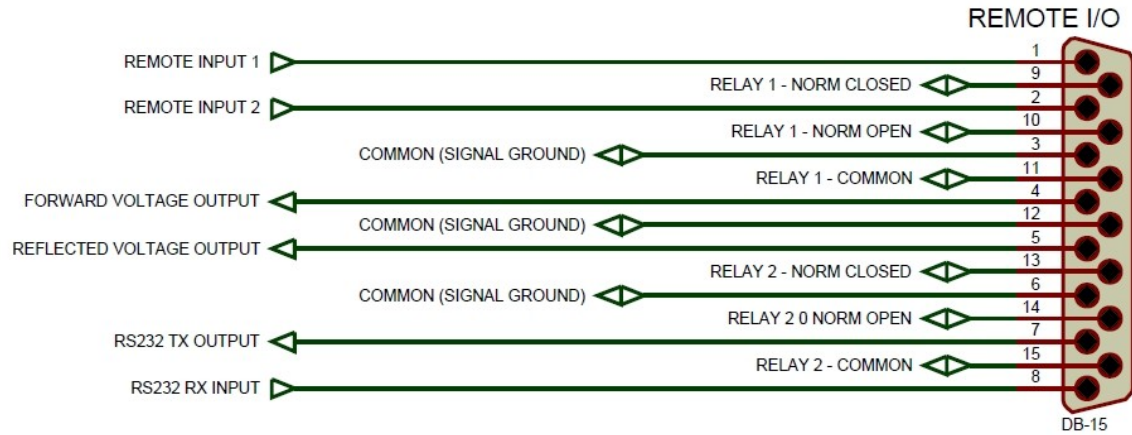 REMOTE I/O
REMOTE INPUT 1
1
RELAY 1 - NORM CLOSED
9
REMOTE INPUT 2
2
RELAY 1 - NORM OPEN
10
COMMON (SIGNAL GROUND)
3
RELAY 1 - COMMON
11
FORWARD VOLTAGE OUTPUT
4
COMMON (SIGNAL GROUND)
12
REFLECTED VOLTAGE OUTPUT
5
RELAY 2 - NORM CLOSED
13
COMMON (SIGNAL GROUND)
6
RELAY 2 0 NORM OPEN
14
RS232 TX OUTPUT
7
RELAY 2 - COMMON
15
RS232 RX INPUT
8
DB-15